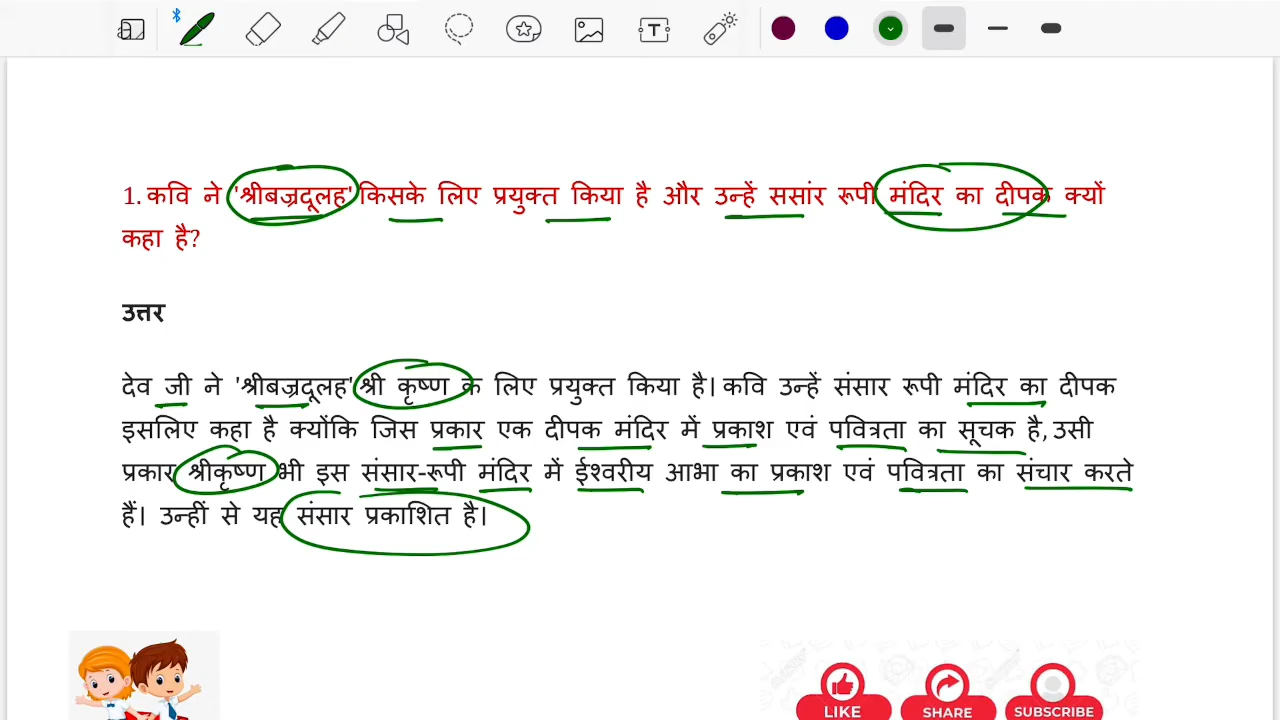 1. कवि ने 'श्रीबज्रदूलह' किसके लिए प्रयुक्त किया है और उन्हें ससांर रूपी मंदिर का दीपक क्यों
कहा है?
उत्तर
देव जी ने 'श्रीबज्रदूलह' श्री कृष्ण के लिए प्रयुक्त किया है। कवि उन्हें संसार रूपी मंदिर का दीपक
इसलिए कहा है क्योंकि जिस प्रकार एक दीपक मंदिर में प्रकाश एवं पवित्रता का सूचक है, उसी
प्रकार श्रीकृष्ण भी इस संसार-रूपी मंदिर में ईश्वरीय आभा का प्रकाश एवं पवित्रता का संचार करते
हैं। उन्हीं से यह संसार प्रकाशित है।
LIKE SHARE SUBSCRIBE